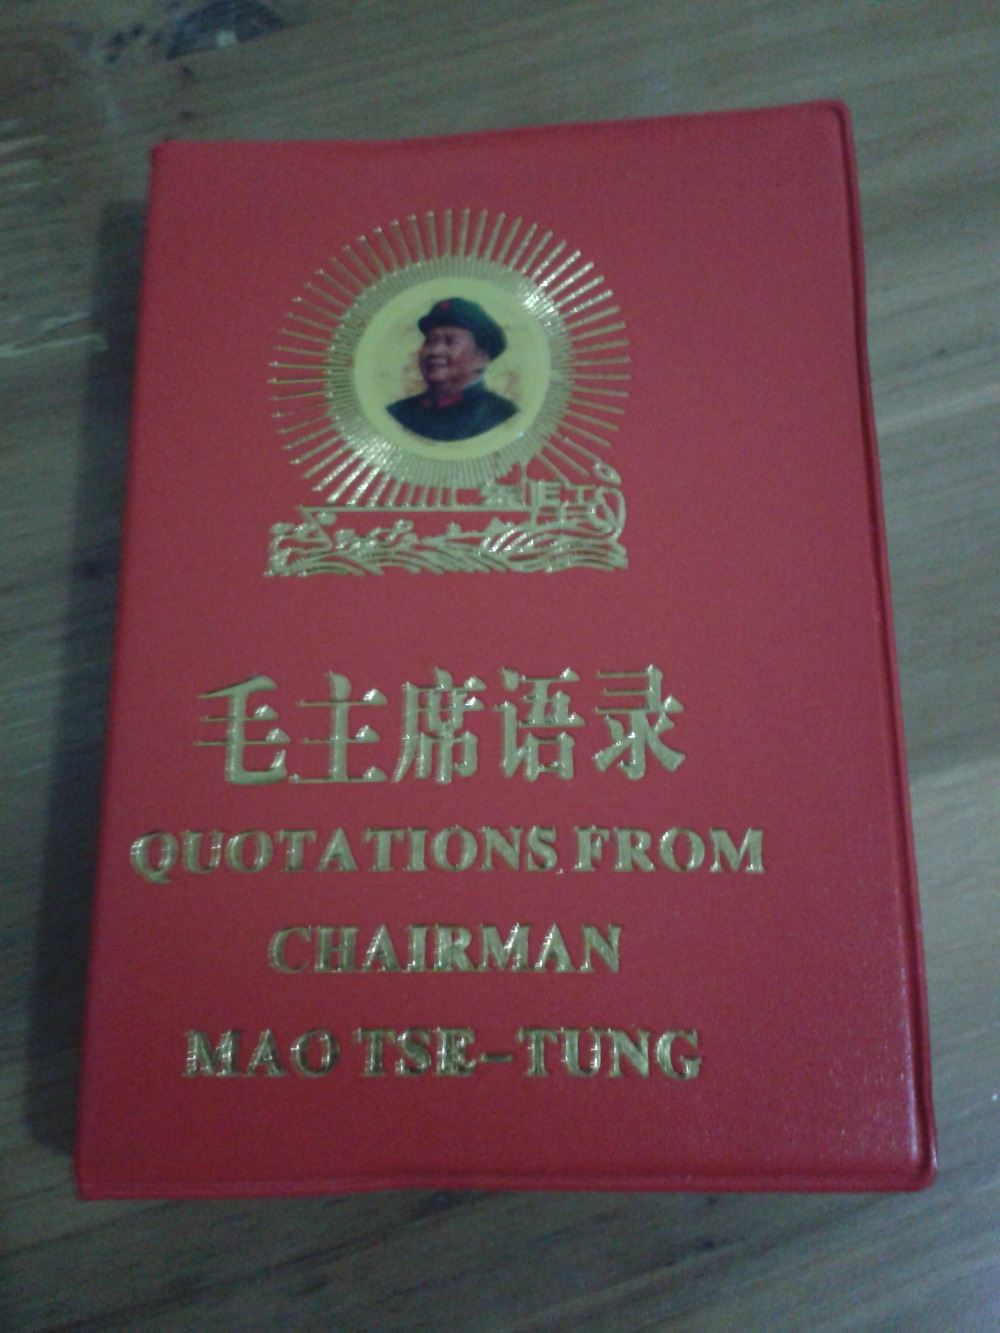 毛主席语录
QUOTATIONS FROM
CHAIRMAN
MAO TSE-TUNG